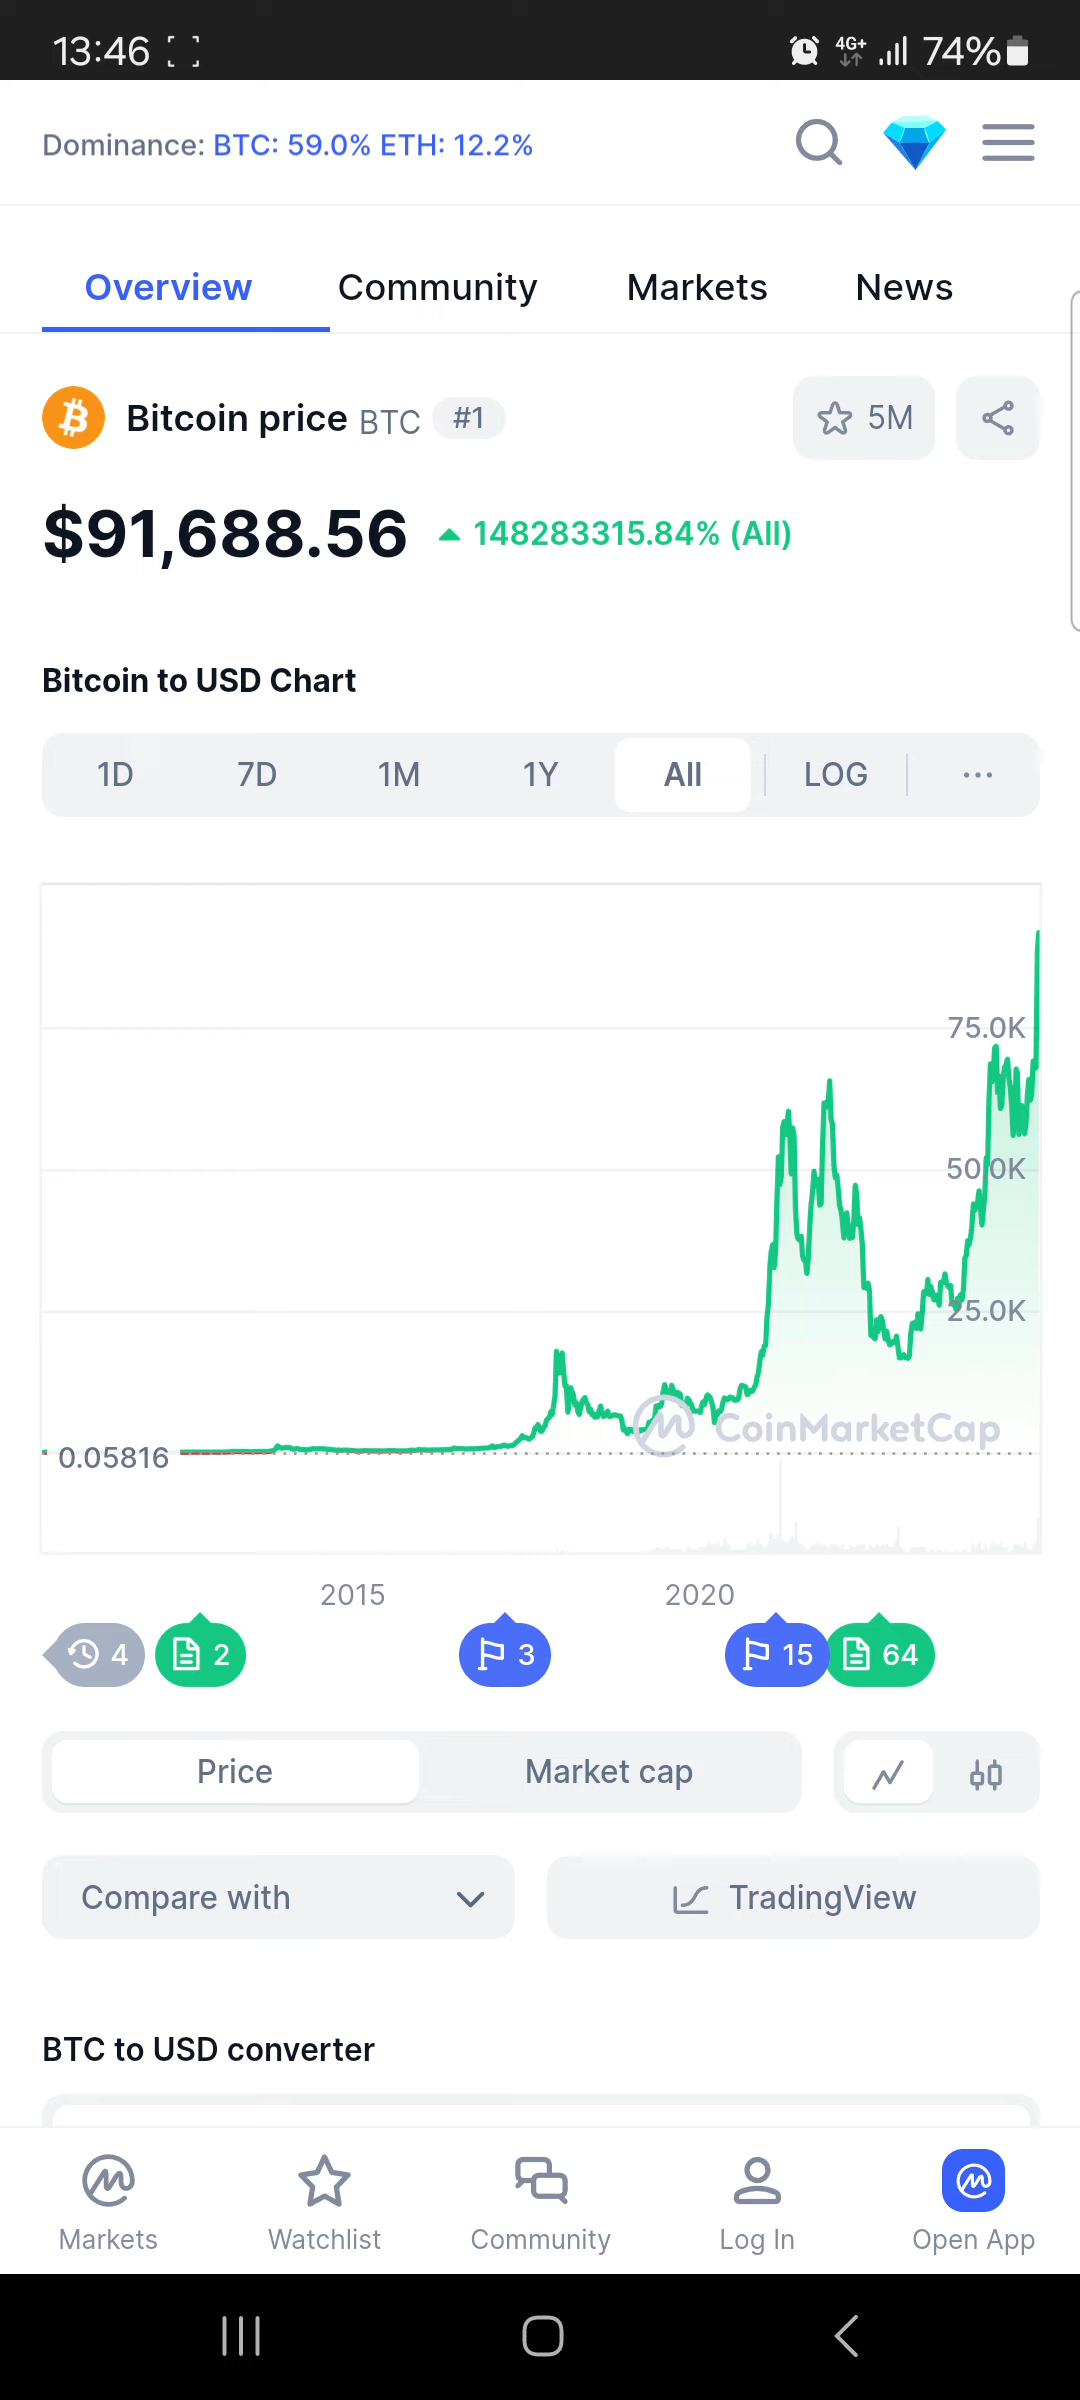 13:46 4G+ 74%
Dominance: BTC: 59.0% ETH: 12.2%
Overview Community Markets News
Bitcoin price BTC #1 5M
$91,688.56 148283315.84% (All)
Bitcoin to USD Chart
1D 7D 1M 1Y All LOG ...
75.0K
50.0K
25.0K
CoinMarketCap
0.05816
2015 2020
4 2 3 15 64
Price Market cap
Compare with TradingView
BTC to USD converter
Markets Watchlist Community Log In Open App